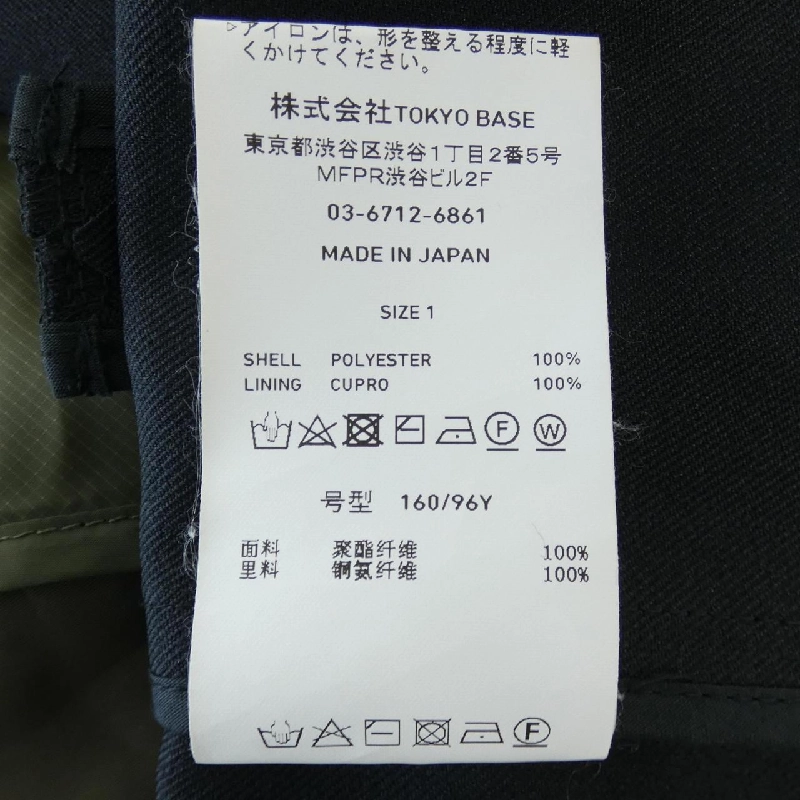 ▷アイロンは、形を整える程度に軽
くかけてください。
株式会社TOKYO BASE
東京都渋谷区渋谷1丁目2番5号
MFPR渋谷ビル2F
03-6712-6861
MADE IN JAPAN
SIZE 1
SHELL POLYESTER 100%
LINING CUPRO 100%
F W
号型 160/96Y
面料 聚酯纤维 100%
里料 铜氨纤维 100%
F